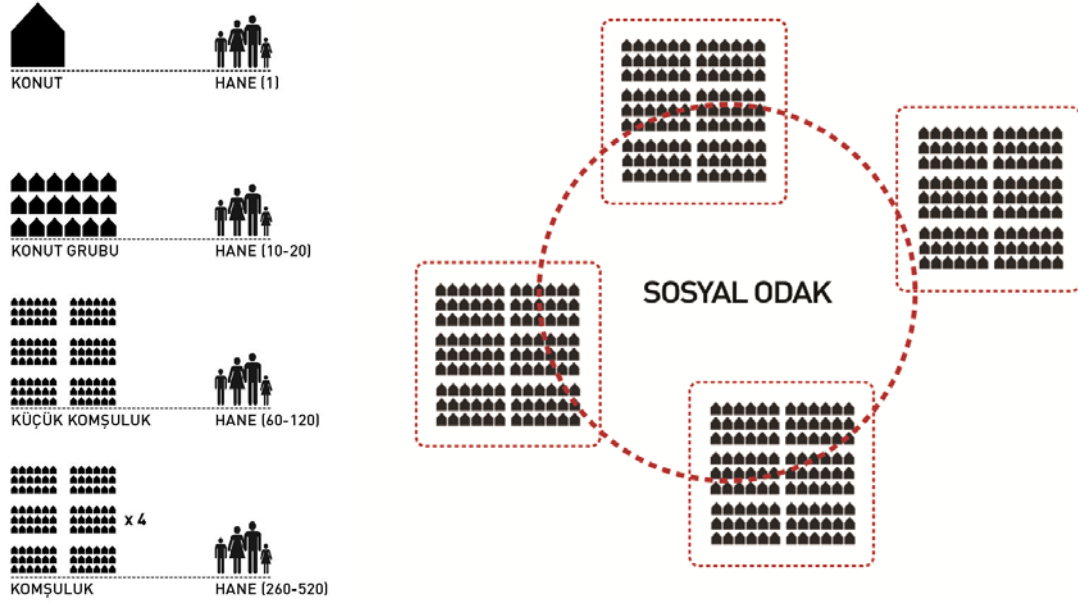 KONUT
HANE (1)
KONUT GRUBU
HANE (10-20)
KÜÇÜK KOMŞULUK
HANE (60-120)
x 4
KOMŞULUK
HANE (260-520)
SOSYAL ODAK